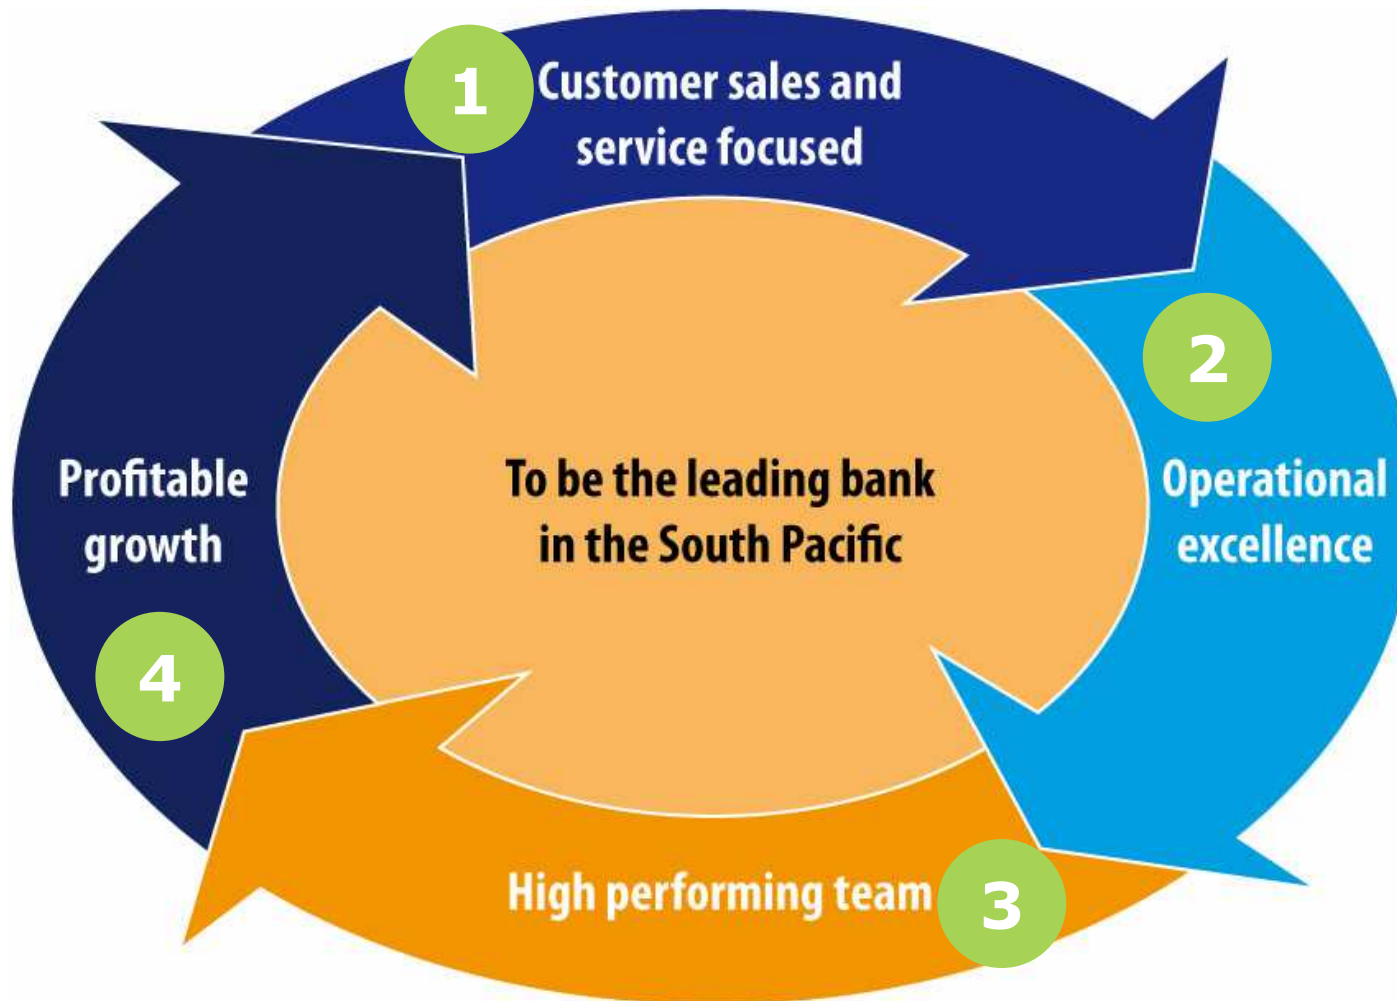 1
Customer sales and
service focused
2
Operational
excellence
To be the leading bank
in the South Pacific
High performing team
3
Profitable
growth
4